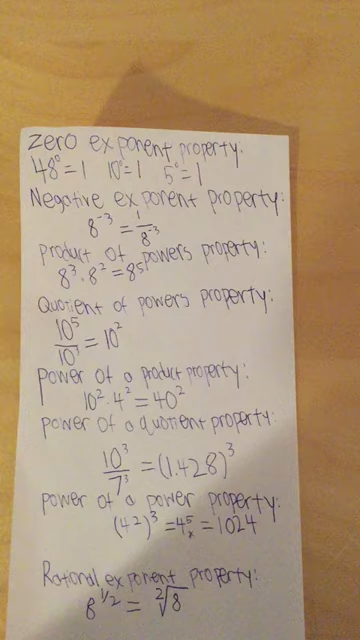 zero exponent property:
48⁰=1 10⁰=1 5⁰=1
Negative exponent property:
8⁻³ = 1/8⁻³
product of powers property:
8³·8²=8⁵
Quotient of powers property:
10⁵/10³=10²
power of a product property:
10²·4²=40²
power of a quotient property:
10³/7³=(1.428)³
power of a power property:
(4²)³=4⁵ₓ=1024
Rational exponent property:
8^1/2=²√8